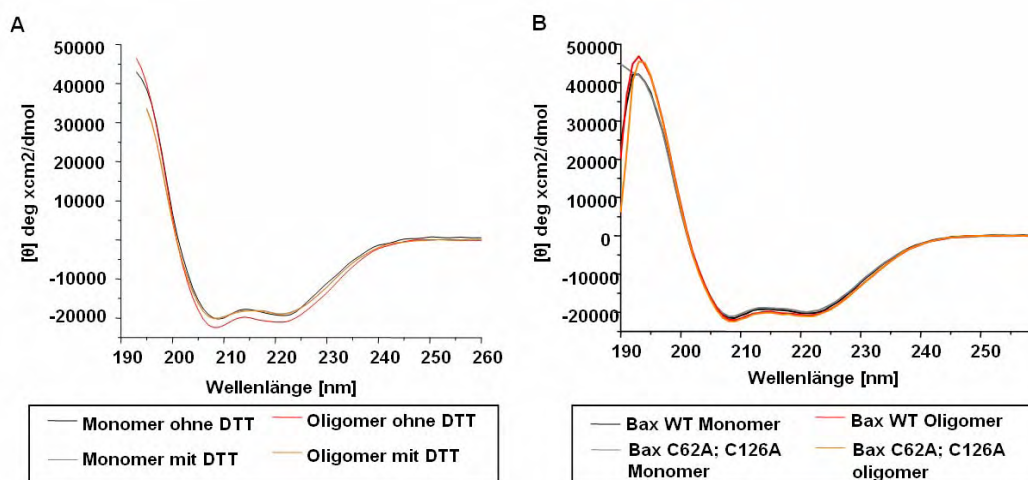 A
50000
40000
30000
20000
10000
-10000
-20000
[θ] deg xcm2/dmol
190 200 210 220 230 240 250 260
Wellenlänge [nm]
Monomer ohne DTT
Oligomer ohne DTT
Monomer mit DTT
Oligomer mit DTT
B
50000
40000
30000
20000
10000
0
-10000
-20000
[θ] deg xcm2/dmol
190 200 210 220 230 240 250
Wellenlänge [nm]
Bax WT Monomer
Bax WT Oligomer
Bax C62A; C126A
Monomer
Bax C62A; C126A
oligomer